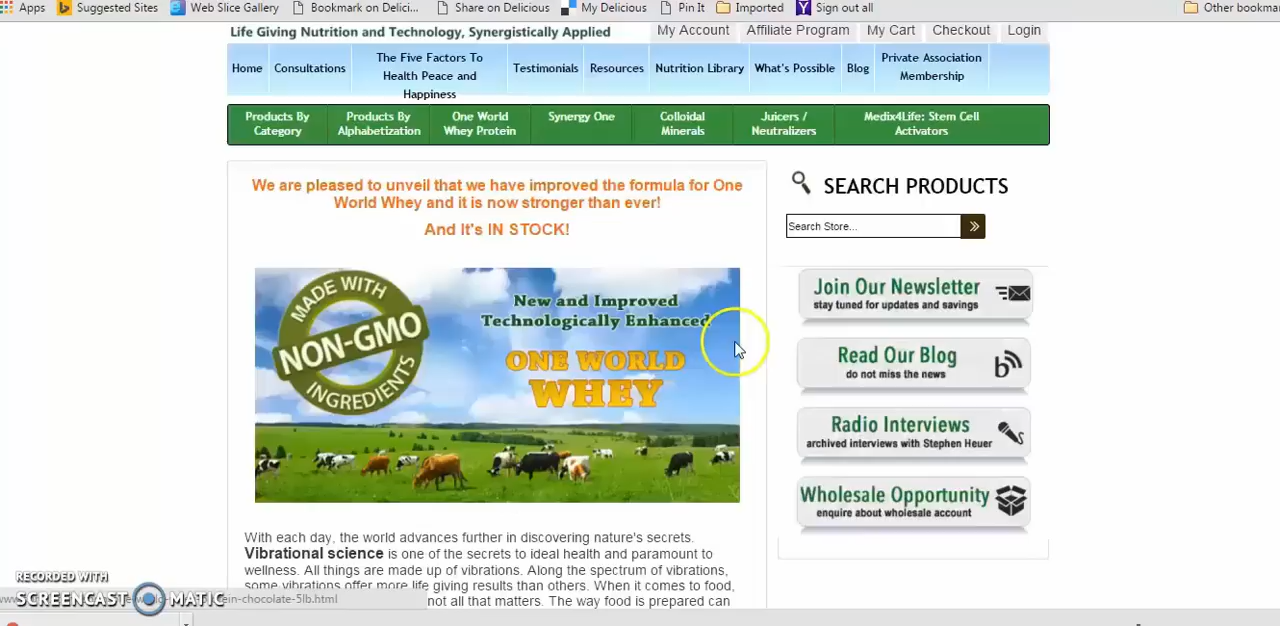 Apps Suggested Sites Web Slice Gallery Bookmark on Delici... Share on Delicious My Delicious Pin It Imported Sign out all Other bookma
Life Giving Nutrition and Technology, Synergistically Applied
My Account Affiliate Program My Cart Checkout Login
Home Consultations The Five Factors To Health Peace and Happiness Testimonials Resources Nutrition Library What's Possible Blog Private Association Membership
Products By Category
Products By Alphabetization
One World Whey Protein
Synergy One
Colloidal Minerals
Juicers / Neutralizers
Medix4Life: Stem Cell Activators
We are pleased to unveil that we have improved the formula for One
World Whey and it is now stronger than ever!
And It's IN STOCK!
MADE WITH
NON-GMO
INGREDIENTS
New and Improved
Technologically Enhanced
ONE WORLD
WHEY
With each day, the world advances further in discovering nature's secrets.
Vibrational science is one of the secrets to ideal health and paramount to
wellness. All things are made up of vibrations. Along the spectrum of vibrations,
some vibrations offer more life giving results than others. When it comes to food,
not all that matters. The way food is prepared can
SEARCH PRODUCTS
Search Store...
Join Our Newsletter
stay tuned for updates and savings
Read Our Blog
do not miss the news
Radio Interviews
archived interviews with Stephen Heuer
Wholesale Opportunity
enquire about wholesale account
RECORDED WITH
SCREENCAST MATIC
ein-chocolate-5lb.html